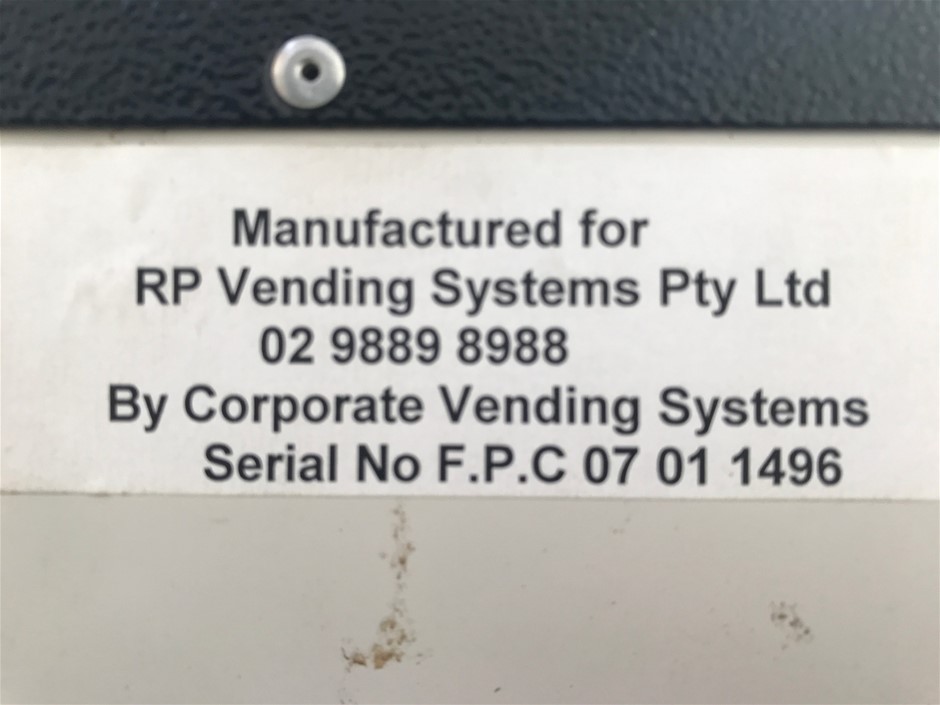 Manufactured for
RP Vending Systems Pty Ltd
02 9889 8988
By Corporate Vending Systems
Serial No F.P.C 07 01 1496